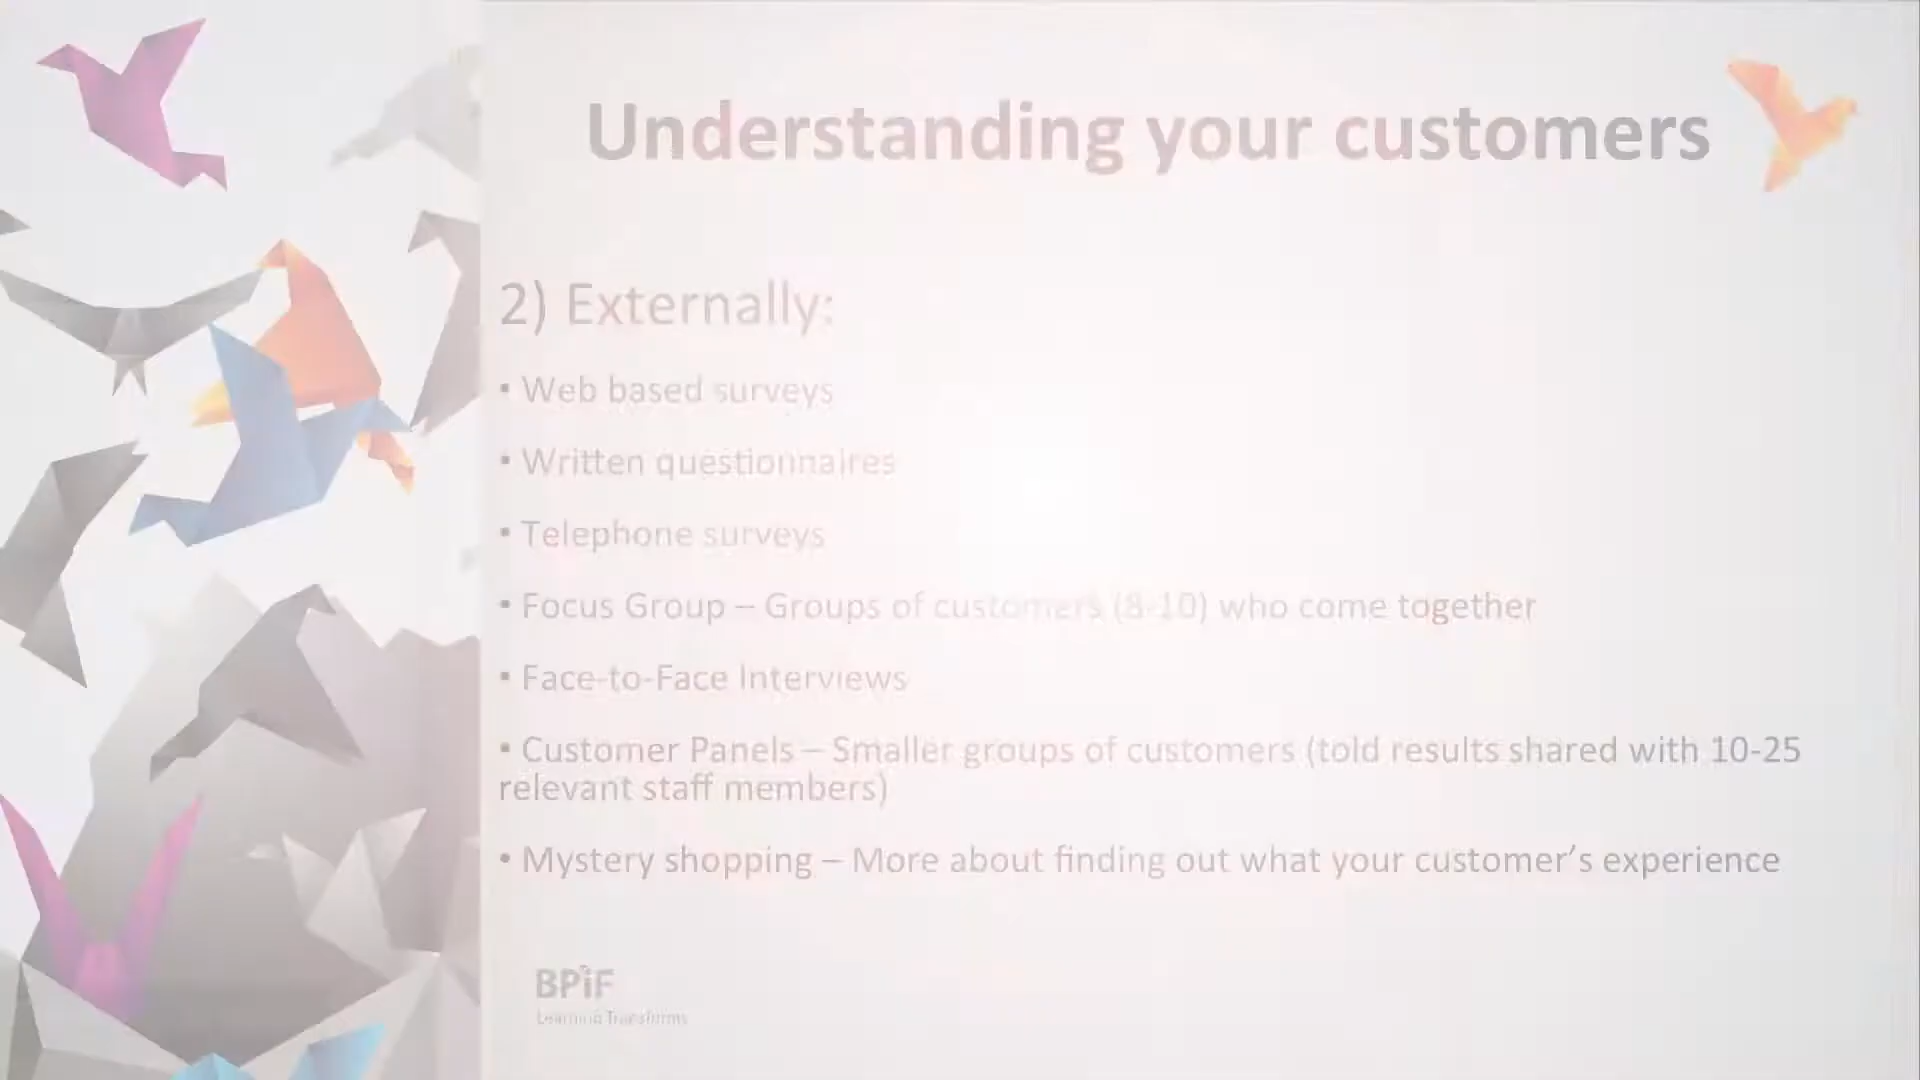 Understanding your customers
2) Externally:
• Web based surveys
• Written questionnaires
• Telephone surveys
• Focus Group – Groups of customers (8-10) who come together
• Face-to-Face Interviews
• Customer Panels – Smaller groups of customers (told results shared with 10-25
relevant staff members)
• Mystery shopping – More about finding out what your customer’s experience
BPiF
Learning Transforms